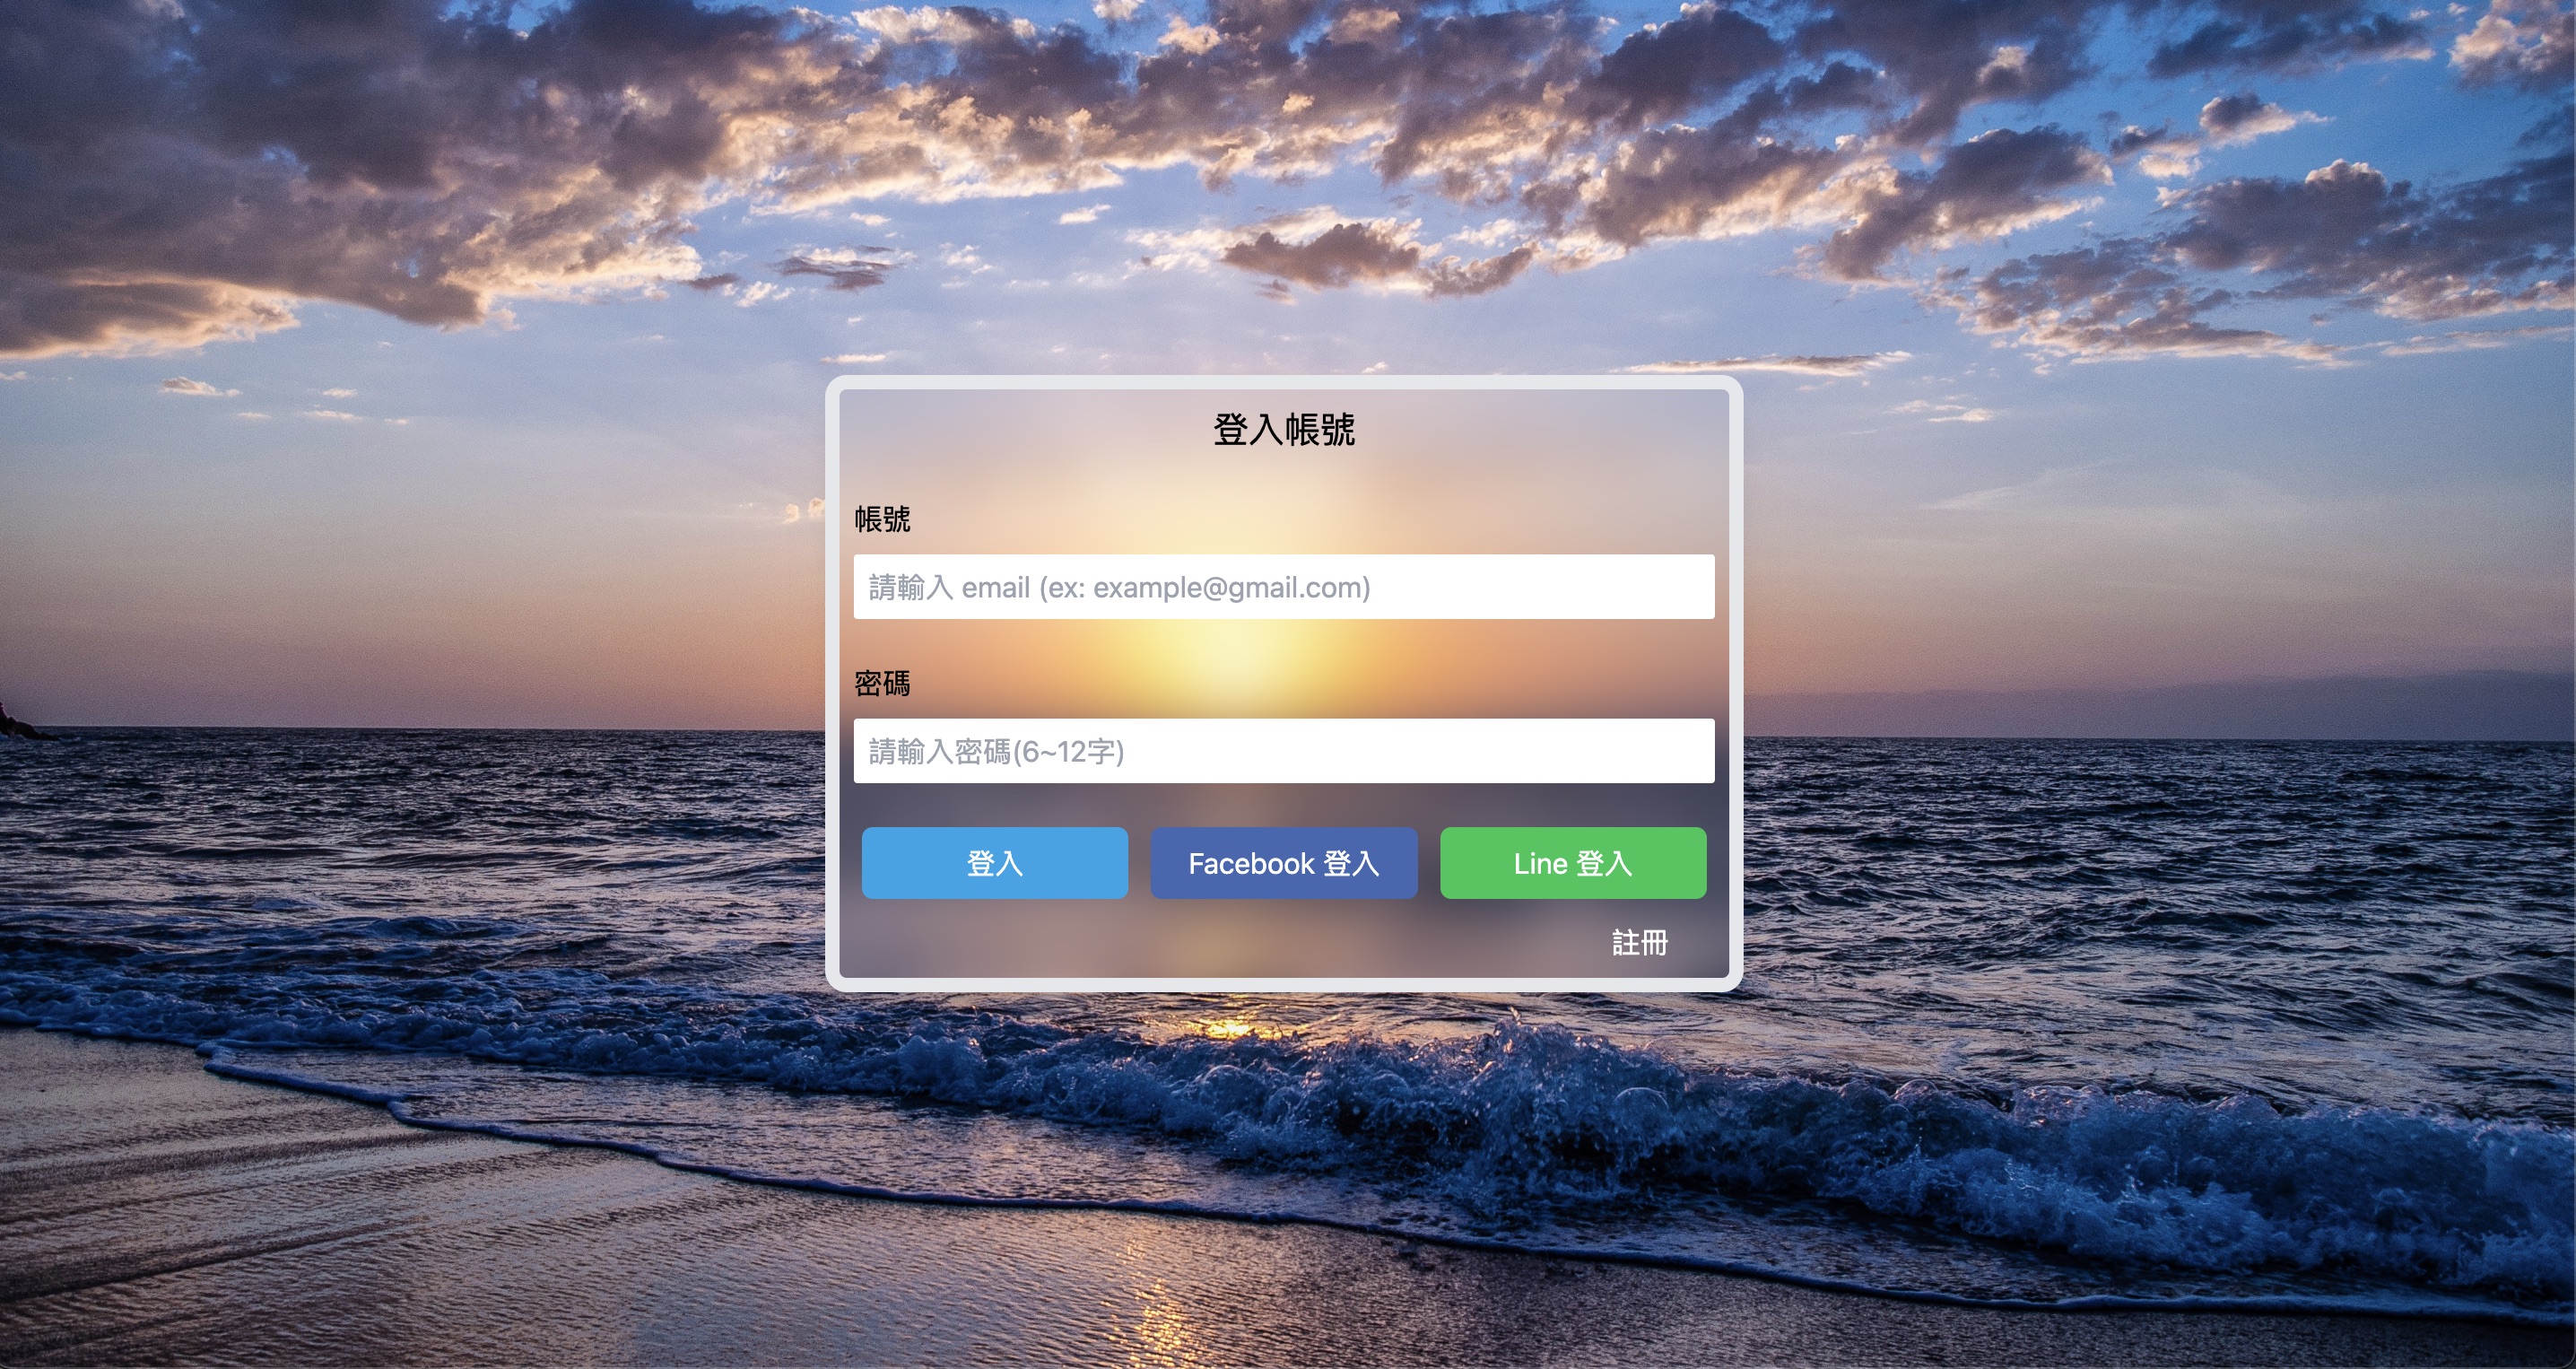 登入帳號
帳號
請輸入 email (ex: example@gmail.com)
密碼
請輸入密碼(6~12字)
登入 Facebook 登入 Line 登入
註冊